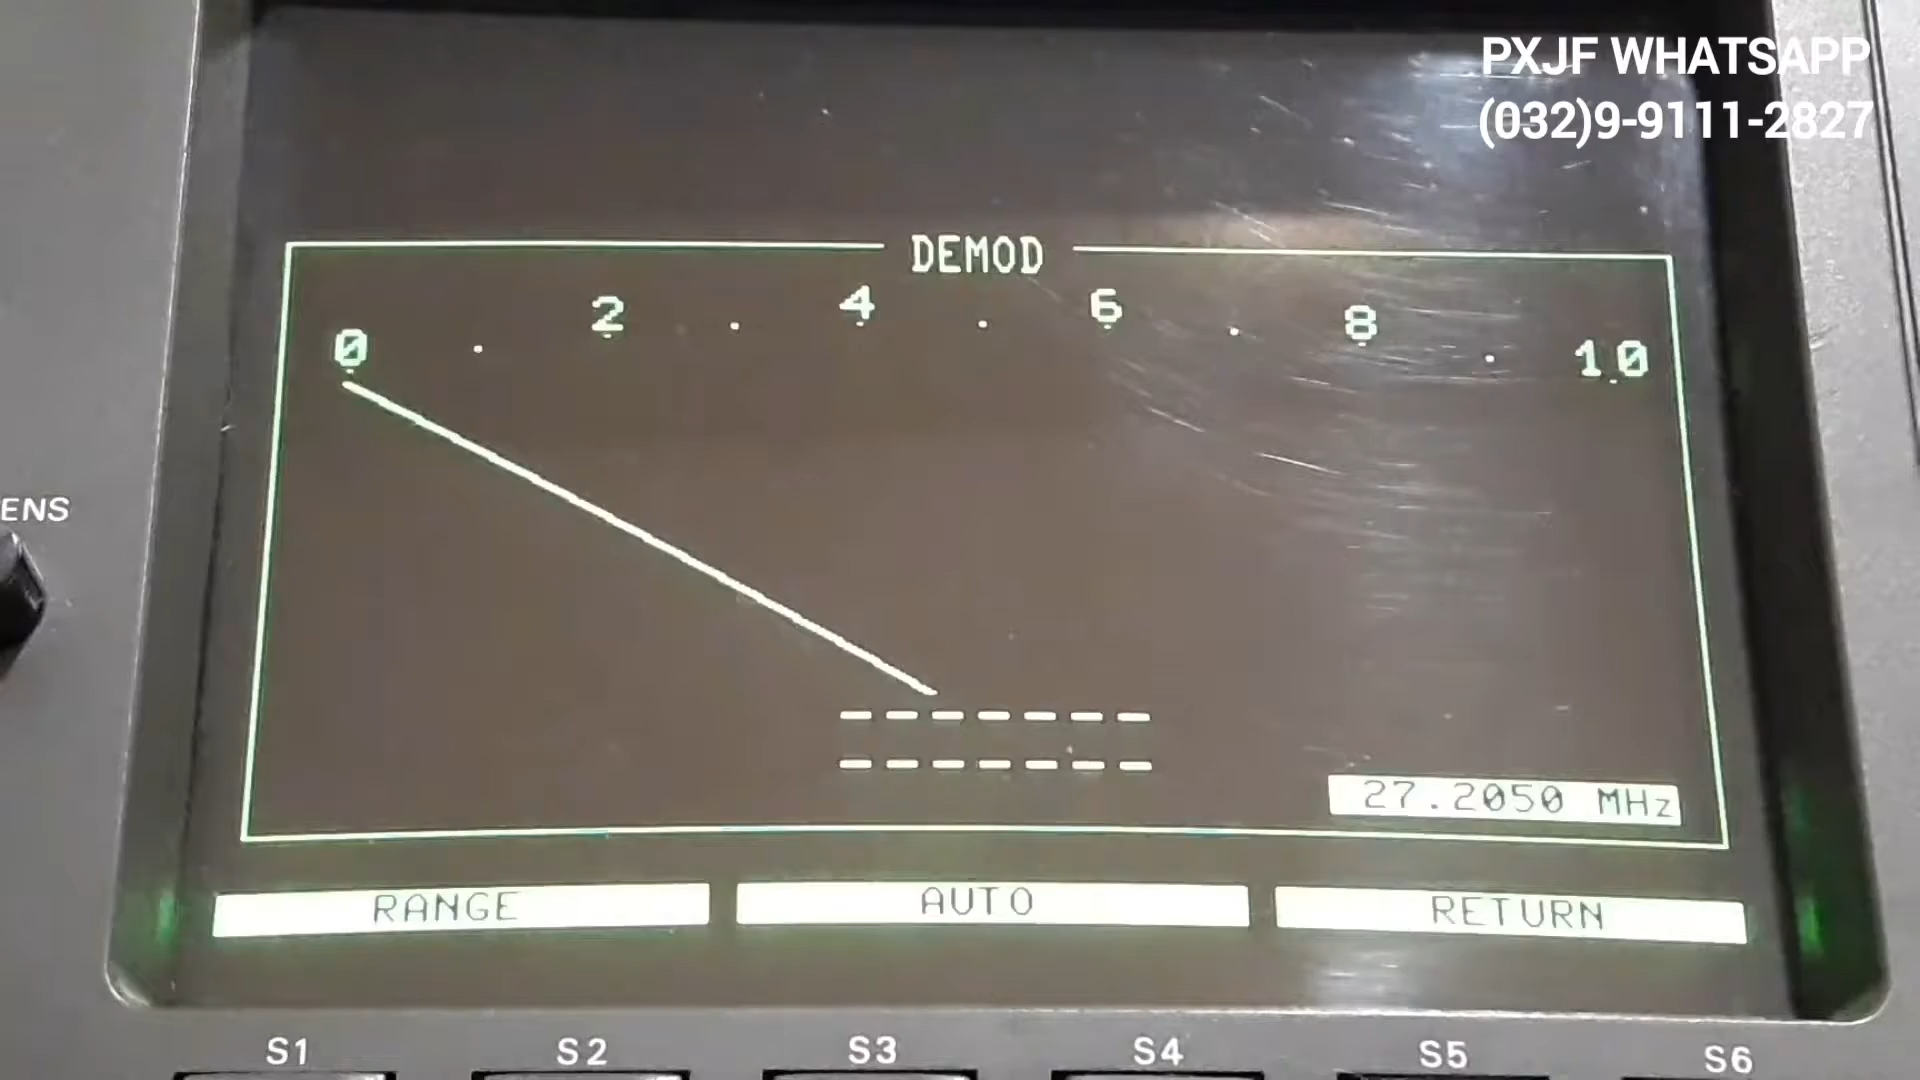 PXJF WHATSAPP
(032)9-9111-2827
DEMOD
0 2 4 6 8 10
-------
-------
27.2050 MHz
RANGE AUTO RETURN
ENS
S1 S2 S3 S4 S5 S6